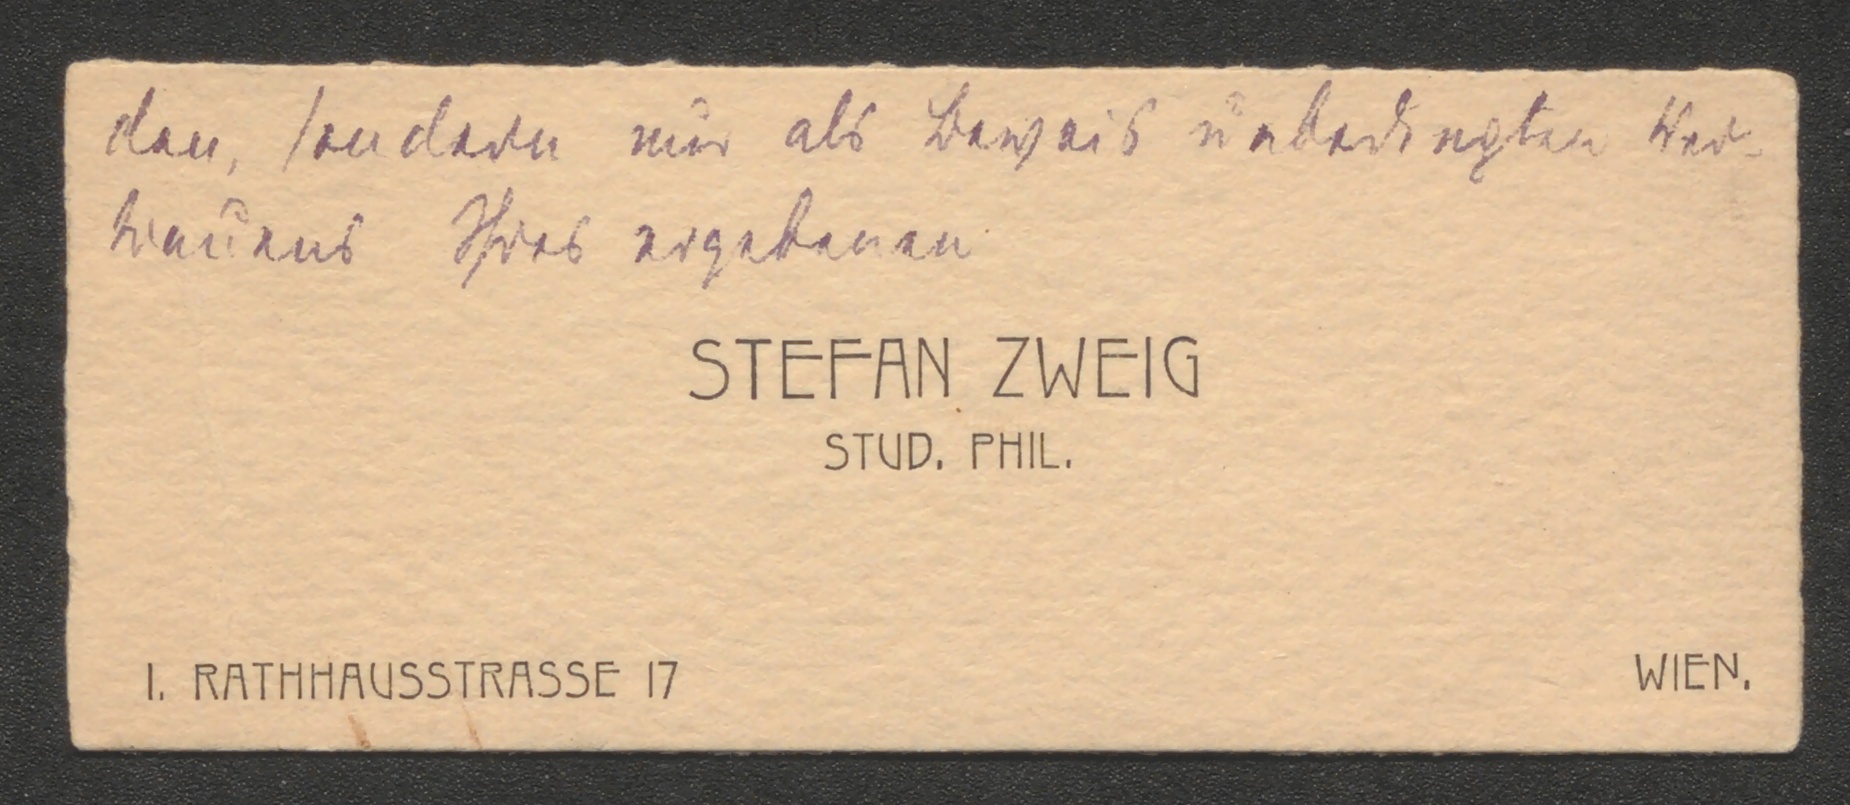 den, sondern nur als Beweis unbedingten Ver-
trauens Ihres ergebenen
STEFAN ZWEIG
STUD. PHIL.
I. RATHHAUSSTRASSE 17
WIEN.